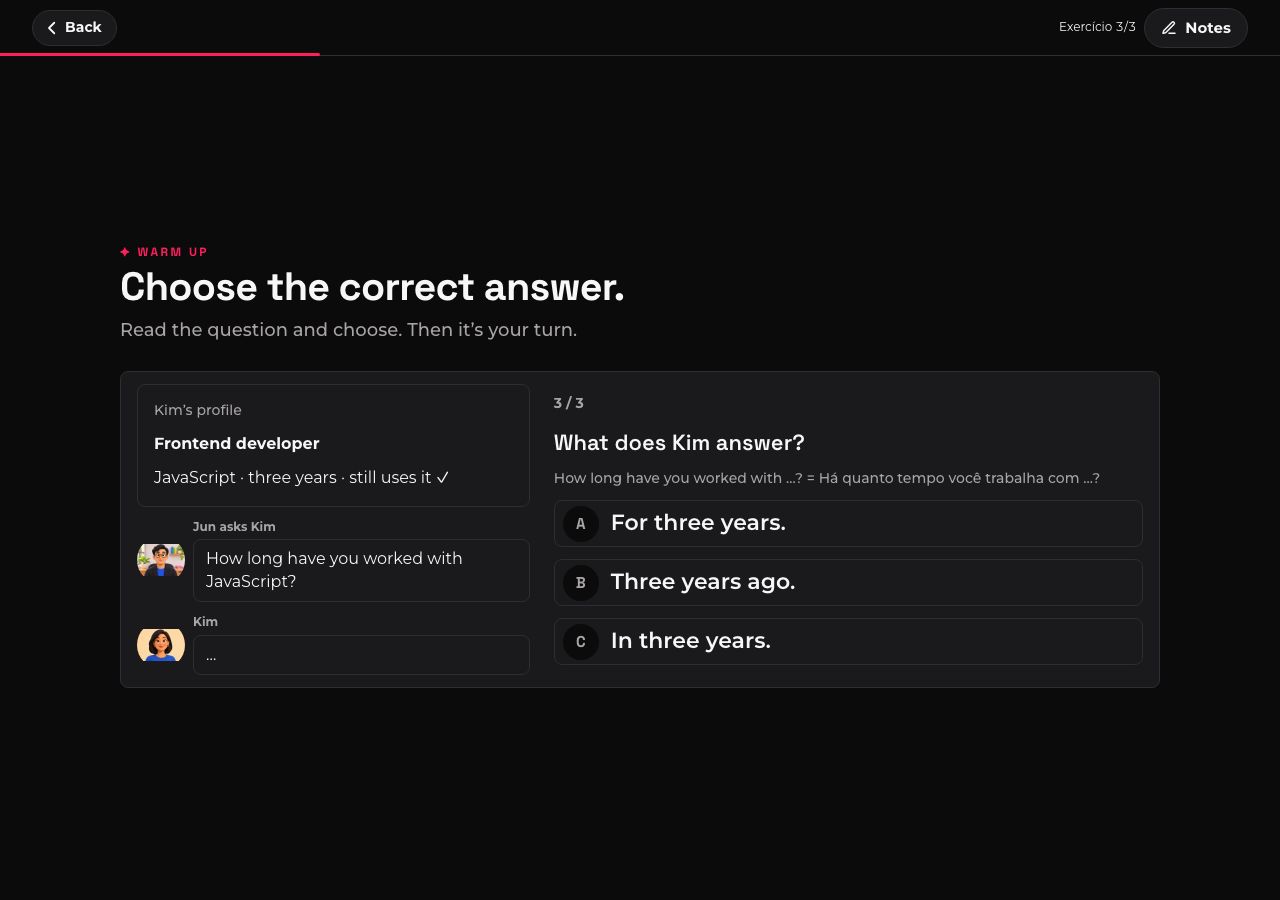 Back
Exercício 3/3
Notes
WARM UP
Choose the correct answer.
Read the question and choose. Then it’s your turn.
Kim’s profile
Frontend developer
JavaScript · three years · still uses it ✓
Jun asks Kim
How long have you worked with
JavaScript?
Kim
...
3 / 3
What does Kim answer?
How long have you worked with ...? = Há quanto tempo você trabalha com ...?
A For three years.
B Three years ago.
C In three years.